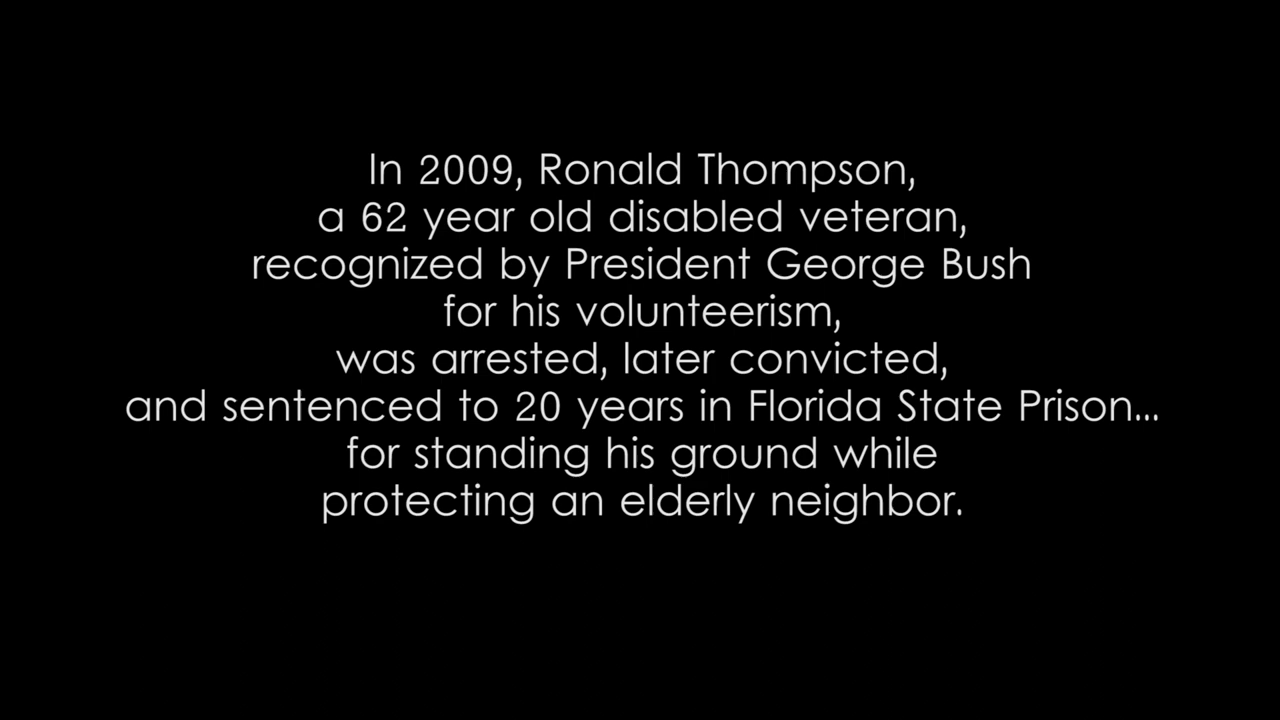 In 2009, Ronald Thompson,
a 62 year old disabled veteran,
recognized by President George Bush
for his volunteerism,
was arrested, later convicted,
and sentenced to 20 years in Florida State Prison...
for standing his ground while
protecting an elderly neighbor.